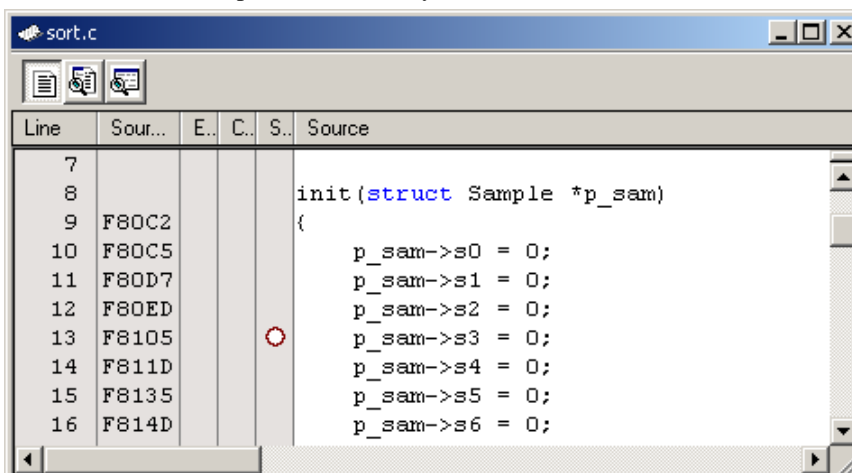 sort.c
Line Sour... E.. C.. S.. Source
7
8 init(struct Sample *p_sam)
9 F80C2 {
10 F80C5 p_sam->s0 = 0;
11 F80D7 p_sam->s1 = 0;
12 F80ED p_sam->s2 = 0;
13 F8105 p_sam->s3 = 0;
14 F811D p_sam->s4 = 0;
15 F8135 p_sam->s5 = 0;
16 F814D p_sam->s6 = 0;